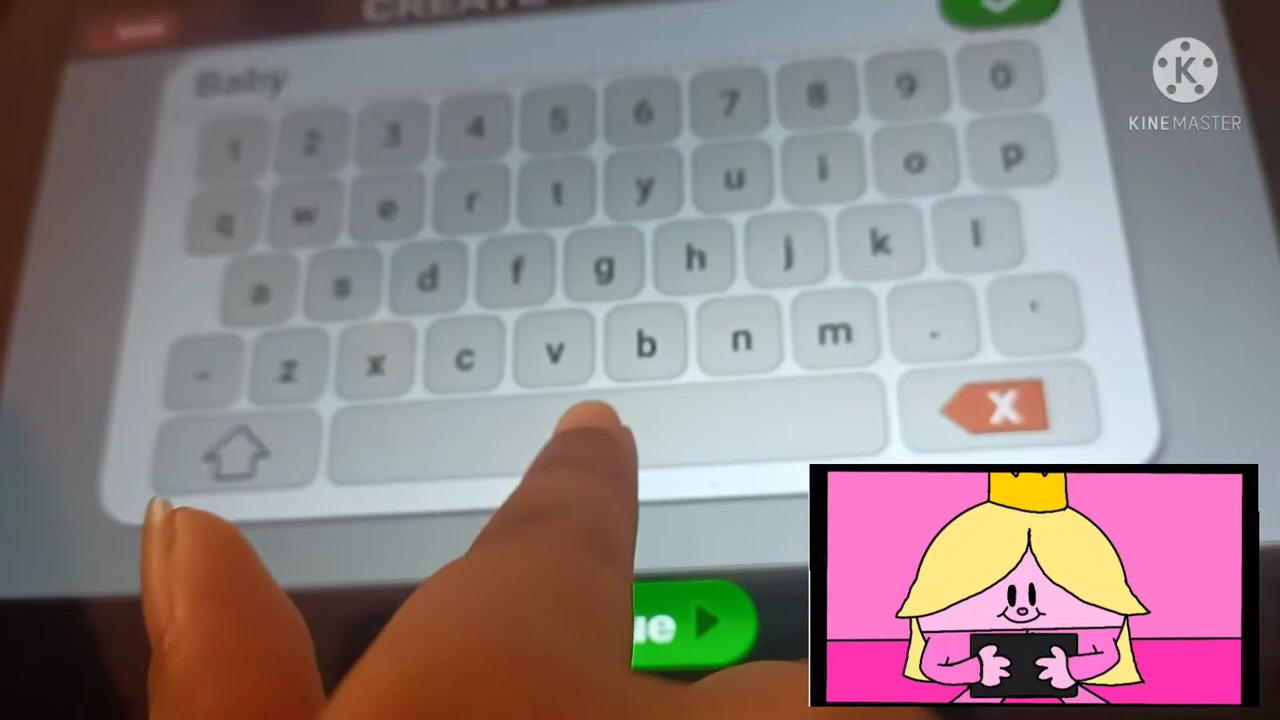 CREATE
Baby
1 2 3 4 5 6 7 8 9 0
q w e r t y u i o p
a s d f g h j k l
- z x c v b n m . '
X
ue
K
KINEMASTER